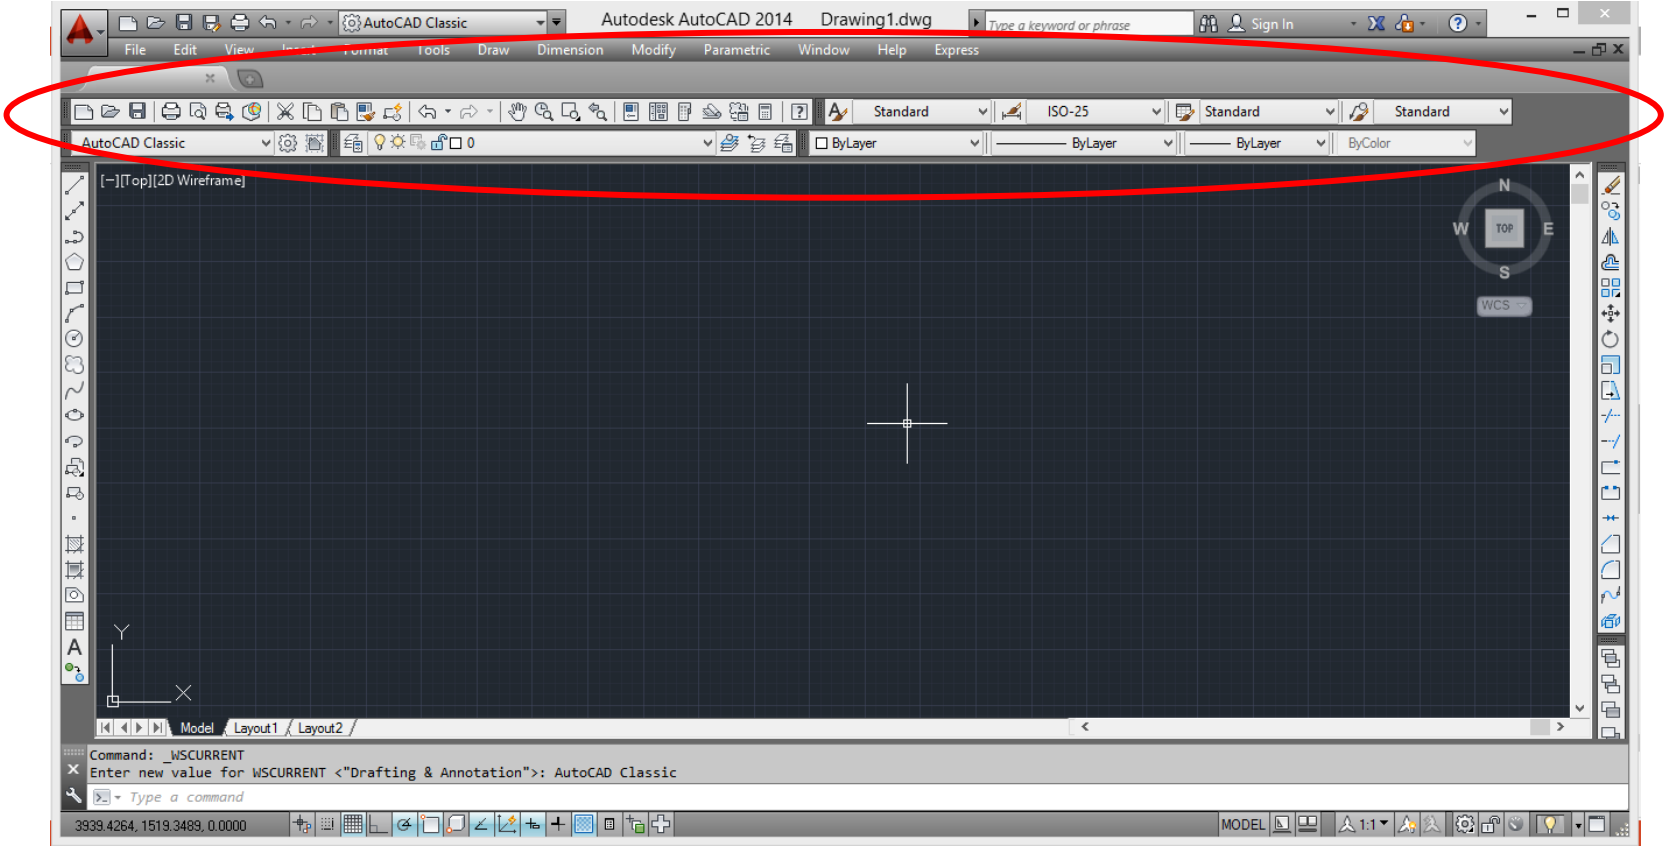 AutoCAD Classic
Autodesk AutoCAD 2014 Drawing1.dwg
Type a keyword or phrase
Sign In
File Edit View Insert Format Tools Draw Dimension Modify Parametric Window Help Express
Standard ISO-25 Standard Standard
AutoCAD Classic 0 ByLayer ByLayer ByLayer ByColor
[−][Top][2D Wireframe]
N
W TOP E
S
WCS
A
Y
X
Model Layout1 Layout2
Command: _WSCURRENT
Enter new value for WSCURRENT <"Drafting & Annotation">: AutoCAD Classic
Type a command
3939.4264, 1519.3489, 0.0000 MODEL 1:1